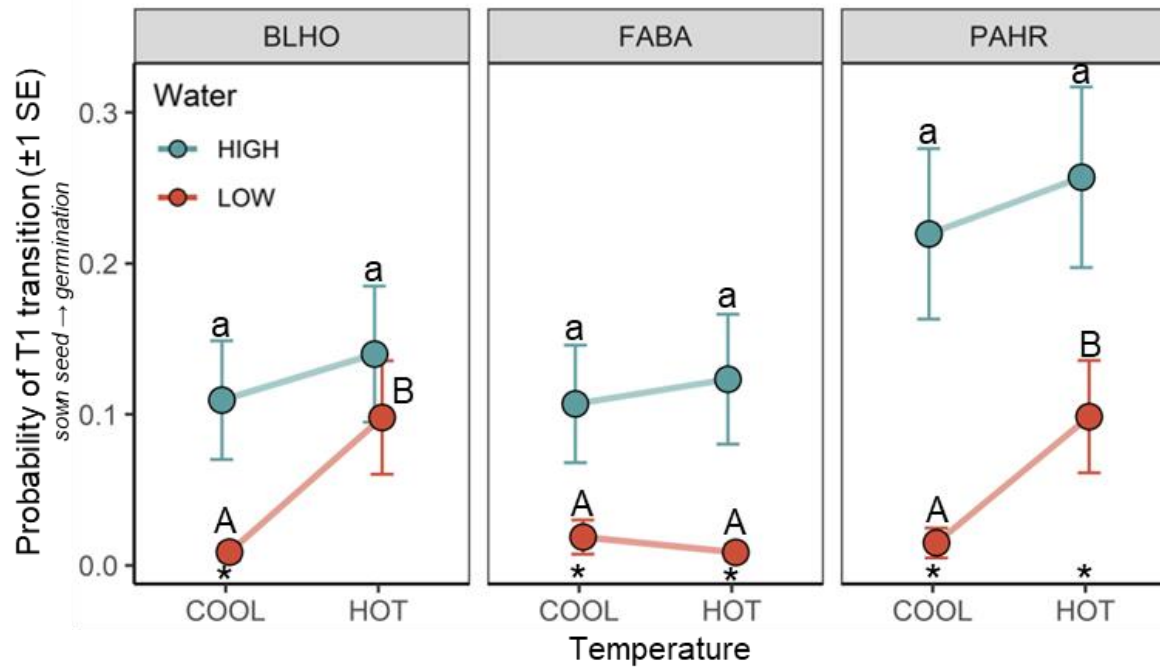 BLHO
FABA
PAHR
Probability of T1 transition (±1 SE)
sown seed → germination
0.3
0.2
0.1
0.0
Water
HIGH
LOW
a
a
A
B
*
a
a
A
A
*
*
a
a
A
B
*
*
COOL
HOT
COOL
HOT
COOL
HOT
Temperature